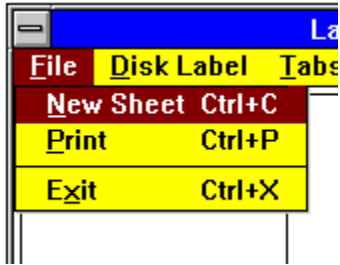 La
File Disk Label Tabs
New Sheet Ctrl+C
Print Ctrl+P
Exit Ctrl+X